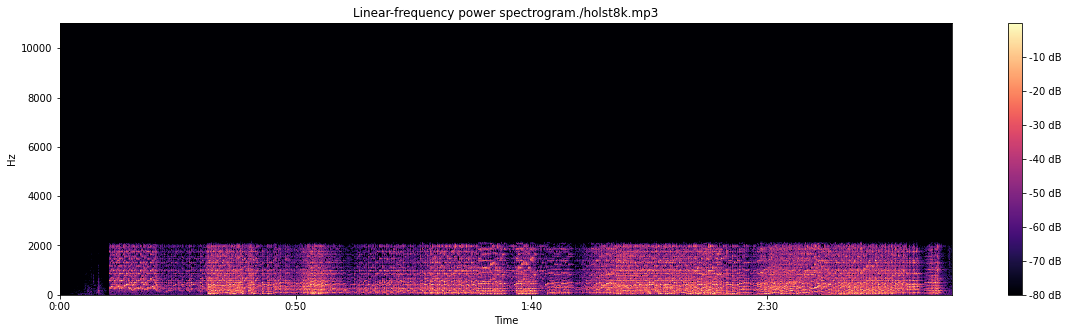 Linear-frequency power spectrogram./holst8k.mp3
10000
8000
6000
4000
2000
0
Hz
0:00
0:50
1:40
2:30
Time
-10 dB
-20 dB
-30 dB
-40 dB
-50 dB
-60 dB
-70 dB
-80 dB